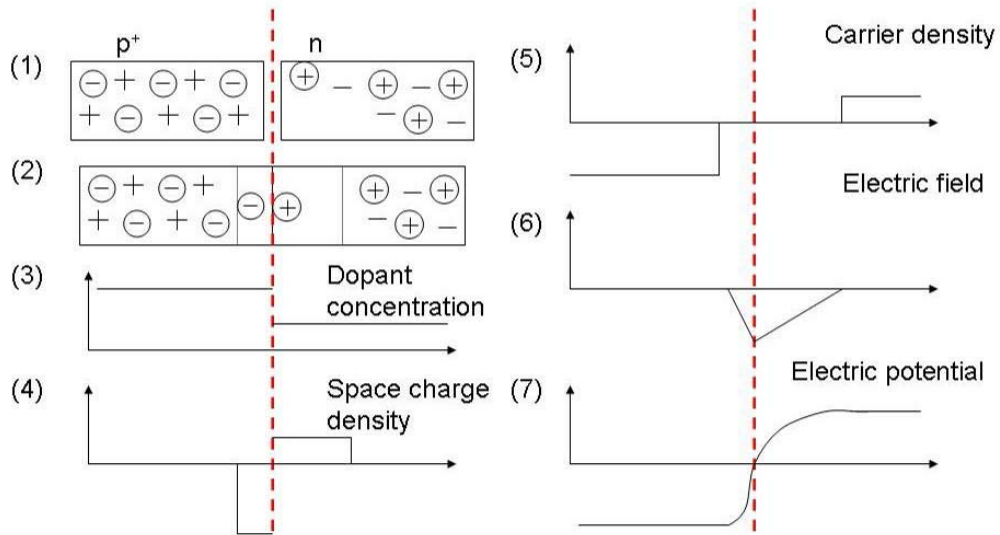 p⁺ n
(1)
(2)
(3) Dopant
concentration
(4) Space charge
density
(5) Carrier density
Electric field
(6)
Electric potential
(7)